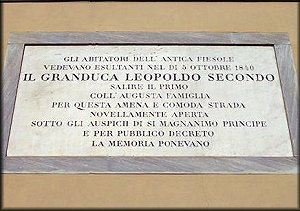 GLI ABITATORI DELL'ANTICA FIESOLE
VEDEVANO ESULTANTI NEL DI 5 OTTOBRE 1840
IL GRANDUCA LEOPOLDO SECONDO
SALIRE IL PRIMO
COLL'AUGUSTA FAMIGLIA
PER QUESTA AMENA E COMODA STRADA
NOVELLAMENTE APERTA
SOTTO GLI AUSPICII DI SI MAGNANIMO PRINCIPE
E PER PUBBLICO DECRETO
LA MEMORIA PONEVANO